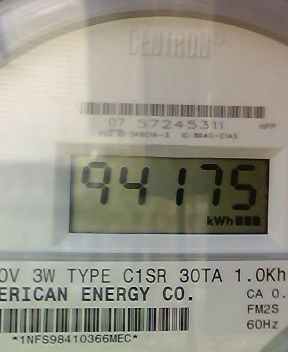 CENTRON
07 57245311 HPP
94175
kWh
0V 3W TYPE C1SR 30TA 1.0Kh
ERICAN ENERGY CO.
CA 0.
FM2S
60Hz
*1NFS98410366MEC*